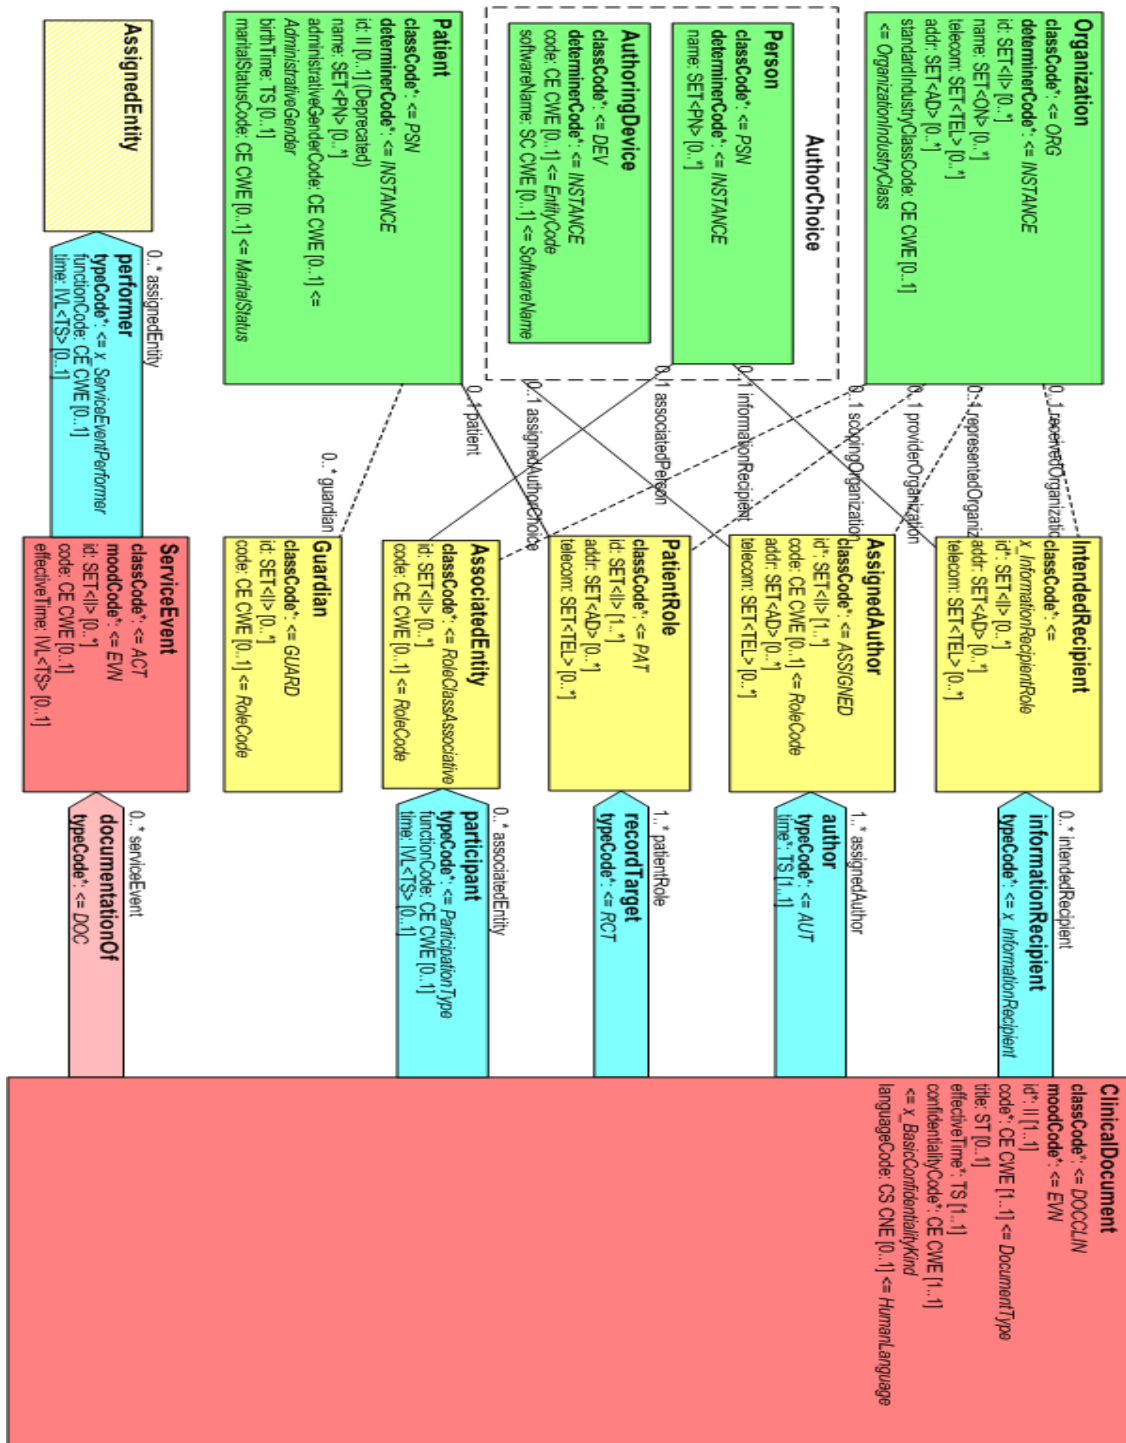 Organization
classCode*: <= ORG
determinerCode*: <= INSTANCE
id: SET<II> [0..*]
name: SET<ON> [0..*]
telecom: SET<TEL> [0..*]
addr: SET<AD> [0..*]
standardIndustryClassCode: CE CWE [0..1]
<= OrganizationIndustryClass
0..1 receivedOrganization
0..1 representedOrganiz
0..1 providerOrganization
0..1 scopingOrganization
IntendedRecipient
classCode*: <=
x_InformationRecipientRole
id*: SET<II> [0..*]
addr: SET<AD> [0..*]
telecom: SET<TEL> [0..*]
0..* intendedRecipient
informationRecipient
typeCode*: <= x_InformationRecipient
ClinicalDocument
classCode*: <= DOCCLIN
moodCode*: <= EVN
id*: II [1..1]
code*: CE CWE [1..1] <= DocumentType
title: ST [0..1]
effectiveTime*: TS [1..1]
confidentialityCode*: CE CWE [1..1]
<= x_BasicConfidentialityKind
languageCode: CS CNE [0..1] <= HumanLanguage
AuthorChoice
Person
classCode*: <= PSN
determinerCode*: <= INSTANCE
name: SET<PN> [0..*]
0..1 informationRecipient
0..1 associatedPerson
AuthoringDevice
classCode*: <= DEV
determinerCode*: <= INSTANCE
code: CE CWE [0..1] <= EntityCode
softwareName: SC CWE [0..1] <= SoftwareName
0..1 assignedAuthorChoice
AssignedAuthor
classCode*: <= ASSIGNED
id*: SET<II> [1..*]
code: CE CWE [0..1] <= RoleCode
addr: SET<AD> [0..*]
telecom: SET<TEL> [0..*]
1..* assignedAuthor
author
typeCode*: <= AUT
time*: TS [1..1]
PatientRole
classCode*: <= PAT
id: SET<II> [1..*]
addr: SET<AD> [0..*]
telecom: SET<TEL> [0..*]
1..* patientRole
recordTarget
typeCode*: <= RCT
Patient
classCode*: <= PSN
determinerCode*: <= INSTANCE
id: II [0..1] (Deprecated)
name: SET<PN> [0..*]
administrativeGenderCode: CE CWE [0..1] <=
AdministrativeGender
birthTime: TS [0..1]
maritalStatusCode: CE CWE [0..1] <= MaritalStatus
0..1 patient
0..* guardian
AssociatedEntity
classCode*: <= RoleClassAssociative
id: SET<II> [0..*]
code: CE CWE [0..1] <= RoleCode
0..* associatedEntity
participant
typeCode*: <= ParticipationType
functionCode: CE CWE [0..1]
time: IVL<TS> [0..1]
Guardian
classCode*: <= GUARD
id: SET<II> [0..*]
code: CE CWE [0..1] <= RoleCode
AssignedEntity
0..* assignedEntity
performer
typeCode*: <= x_ServiceEventPerformer
functionCode: CE CWE [0..1]
time: IVL<TS> [0..1]
ServiceEvent
classCode*: <= ACT
moodCode*: <= EVN
id: SET<II> [0..*]
code: CE CWE [0..1]
effectiveTime: IVL<TS> [0..1]
0..* serviceEvent
documentationOf
typeCode*: <= DOC